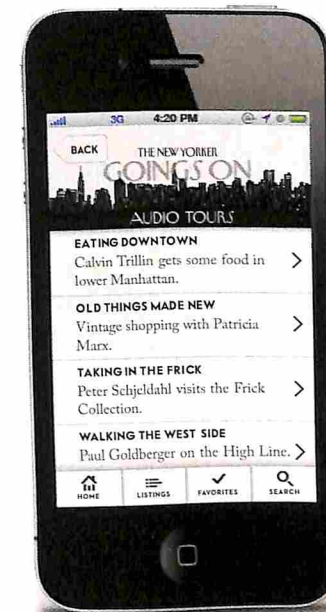 3G 4:20 PM
BACK
THE NEW YORKER
GOINGS ON
AUDIO TOURS
EATING DOWNTOWN
Calvin Trillin gets some food in
lower Manhattan.
OLD THINGS MADE NEW
Vintage shopping with Patricia
Marx.
TAKING IN THE FRICK
Peter Schjeldahl visits the Frick
Collection.
WALKING THE WEST SIDE
Paul Goldberger on the High Line.
HOME LISTINGS FAVORITES SEARCH